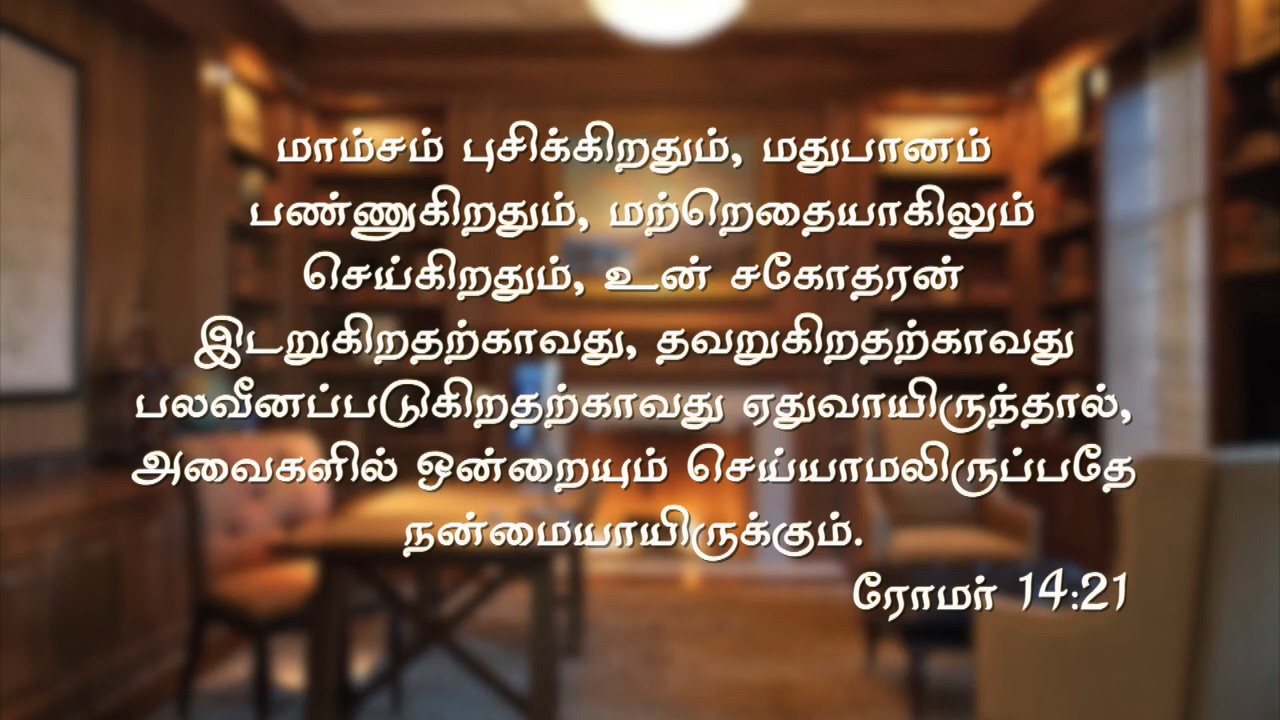 மாம்சம் புசிக்கிறதும், மதுபானம்
பண்ணுகிறதும், மற்றெதையாகிலும்
செய்கிறதும், உன் சகோதரன்
இடறுகிறதற்காவது, தவறுகிறதற்காவது
பலவீனப்படுகிறதற்காவது ஏதுவாயிருந்தால்,
அவைகளில் ஒன்றையும் செய்யாமலிருப்பதே
நன்மையாயிருக்கும்.
ரோமர் 14:21